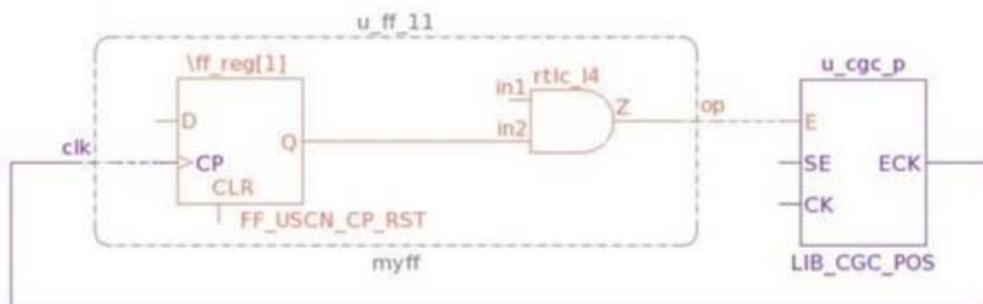 u_ff_11
\ff_reg[1]
D
Q
CP
CLR
FF_USCN_CP_RST
clk
rtlc_I4
in1
in2
Z
op
myff
u_cgc_p
E
SE
ECK
CK
LIB_CGC_POS